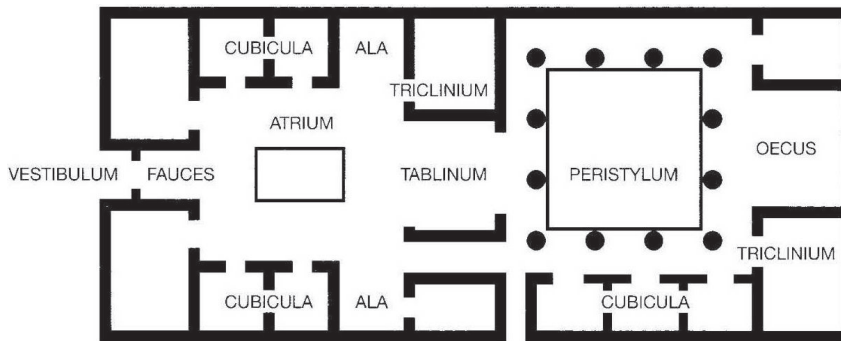 CUBICULA ALA
TRICLINIUM
ATRIUM
OECUS
VESTIBULUM FAUCES TABLINUM PERISTYLUM
TRICLINIUM
CUBICULA ALA CUBICULA